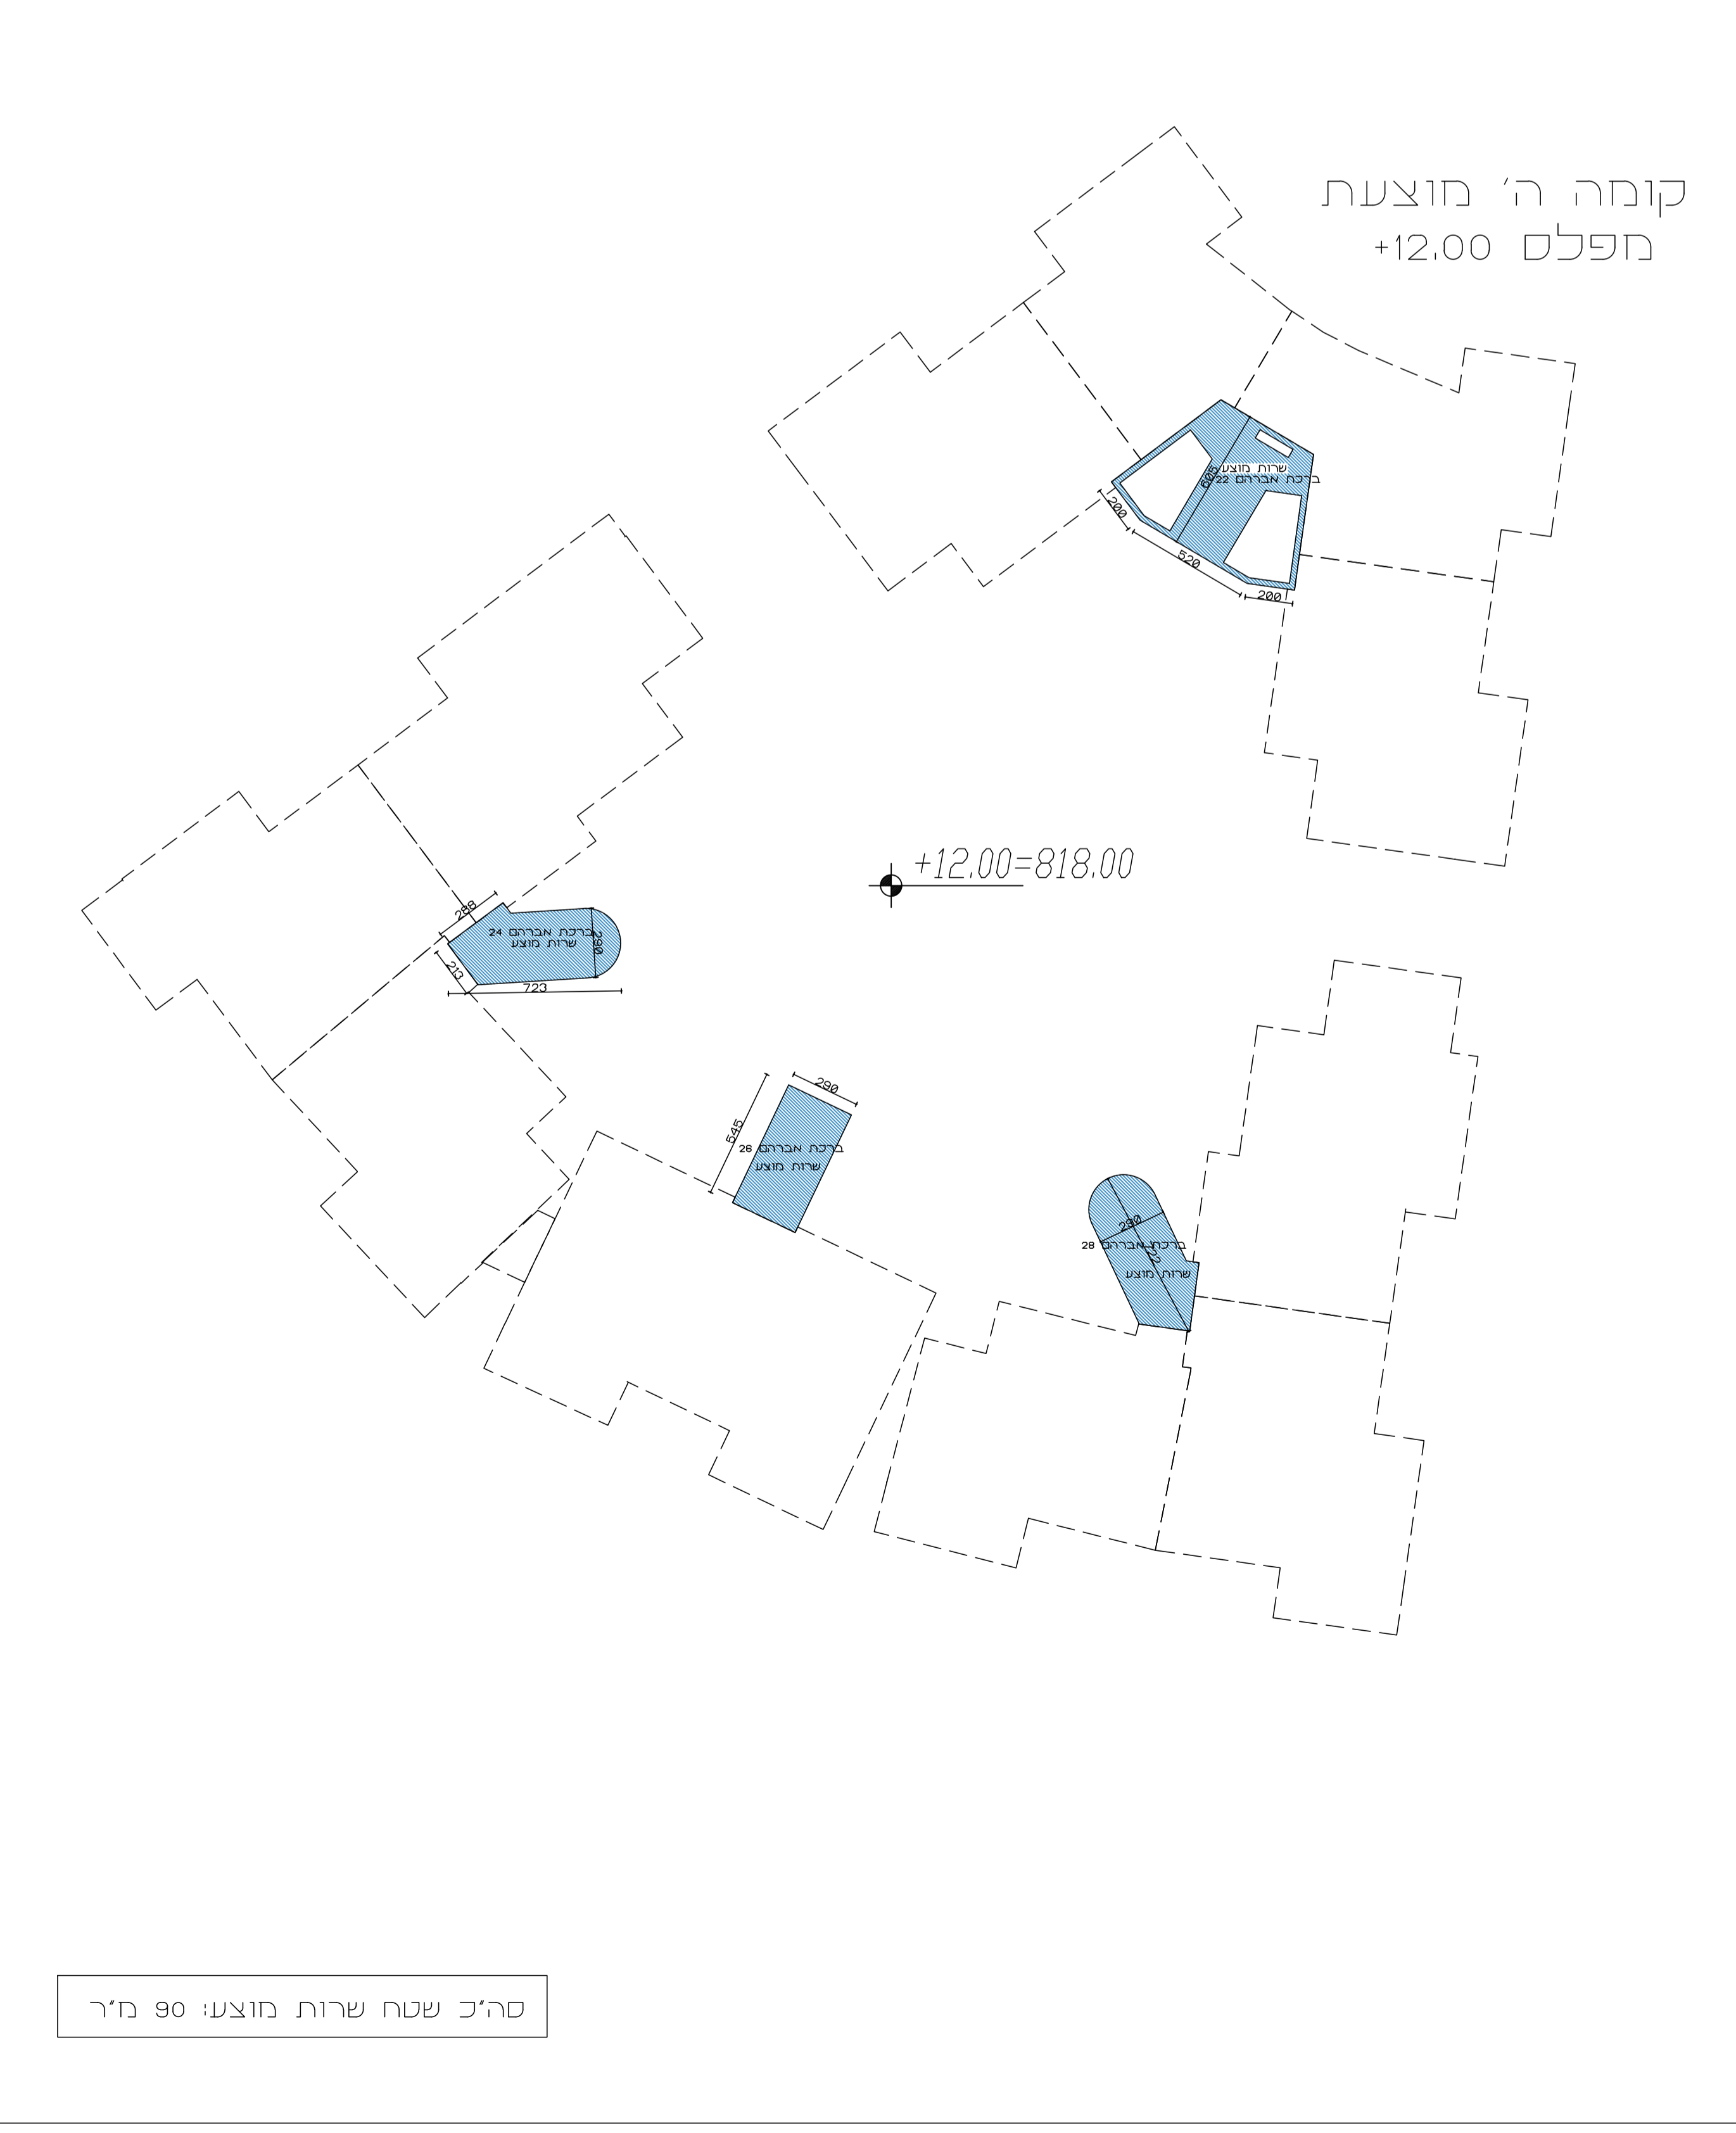 קומה ה' מוצעת
מפלס +12.00
שרות מוצע
ברכת אברהם 22
605
200
520
200
+12.00=818.00
288
ברכת אברהם 24
שרות מוצע
290
213
723
290
545
ברכת אברהם 26
שרות מוצע
290
ברכת אברהם 28
שרות מוצע
סה"כ שטח שרות מוצע: 90 מ"ר